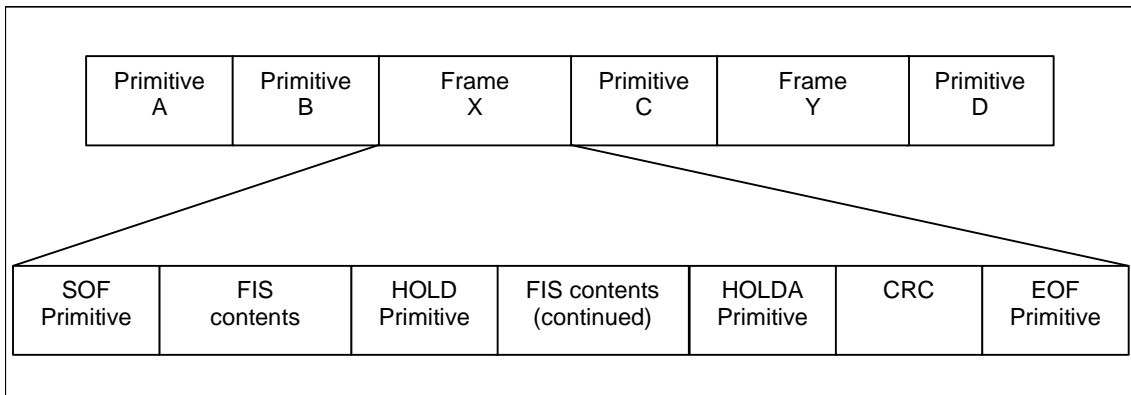 Primitive
A
Primitive
B
Frame
X
Primitive
C
Frame
Y
Primitive
D
SOF
Primitive
FIS
contents
HOLD
Primitive
FIS contents
(continued)
HOLDA
Primitive
CRC
EOF
Primitive